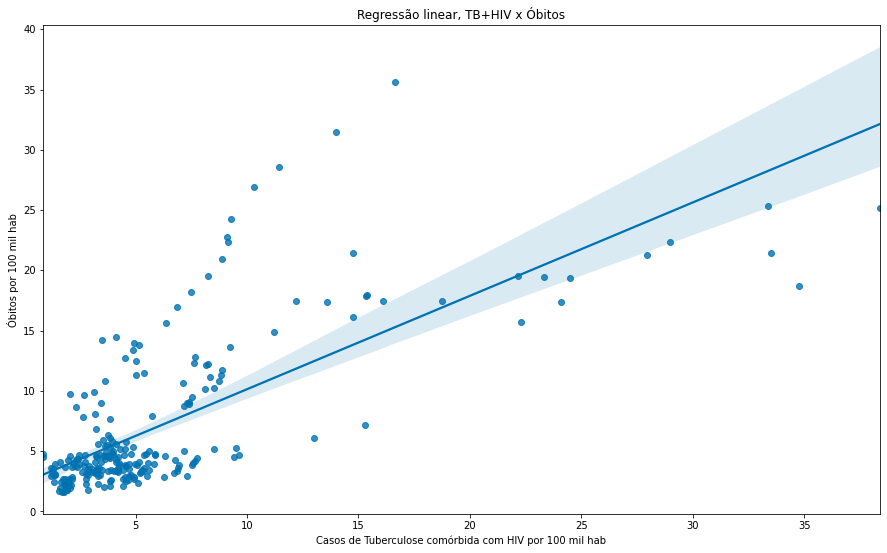 Regressão linear, TB+HIV x Óbitos
40
35
30
25
20
15
10
5
0
Óbitos por 100 mil hab
5 10 15 20 25 30 35
Casos de Tuberculose comórbida com HIV por 100 mil hab